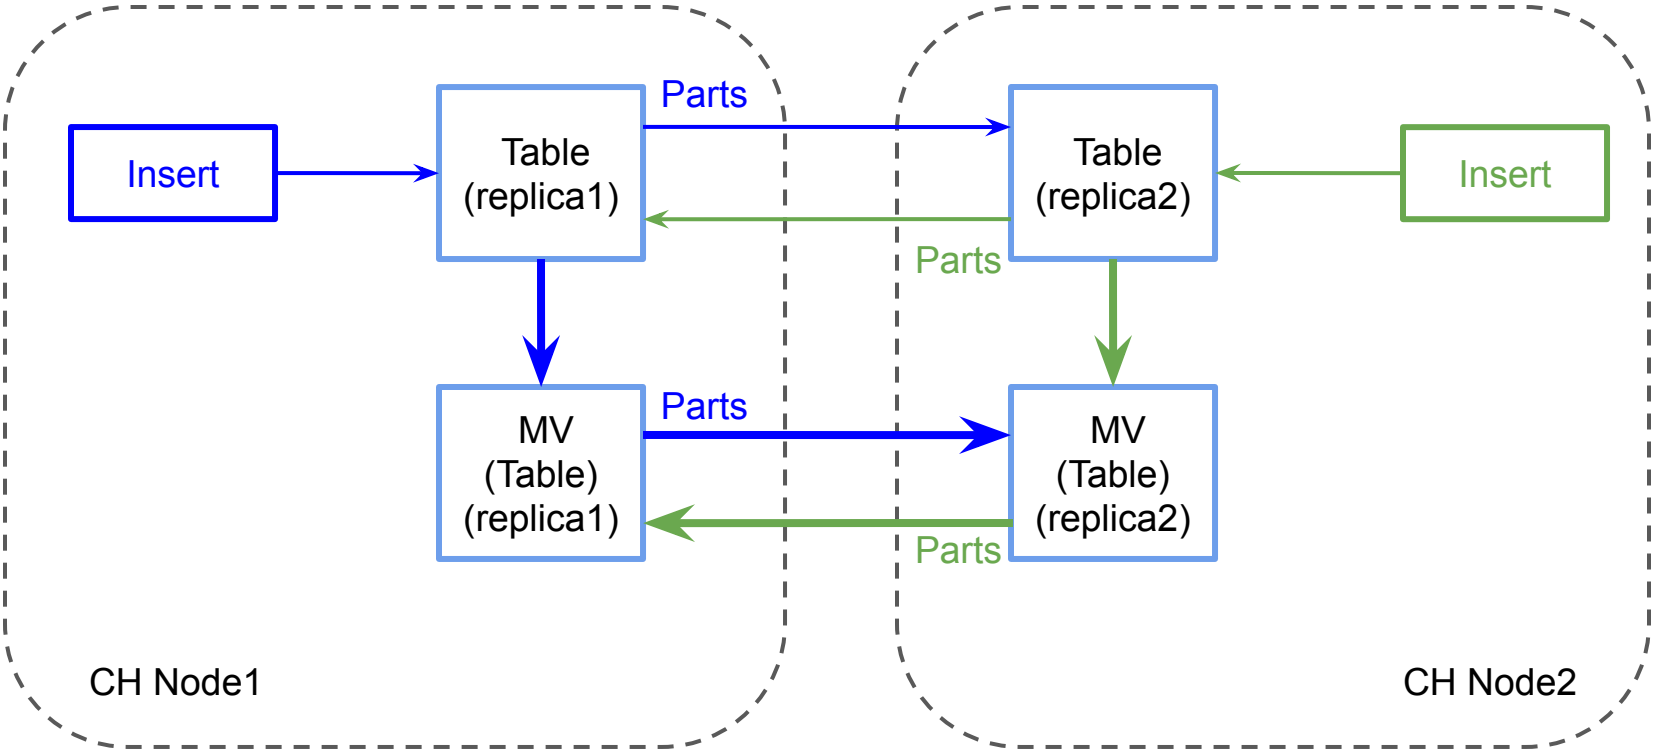 Parts
Insert
Table
(replica1)
Table
(replica2)
Insert
Parts
MV
(Table)
(replica1)
Parts
MV
(Table)
(replica2)
Parts
CH Node1
CH Node2